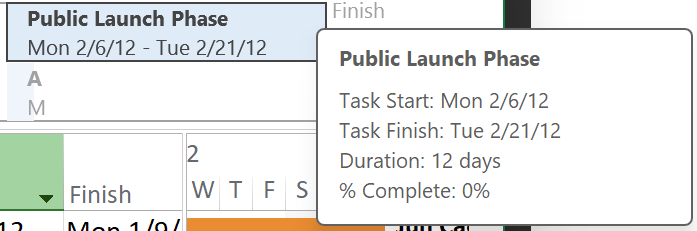 Finish
Public Launch Phase
Mon 2/6/12 - Tue 2/21/12
A
M
Public Launch Phase
Task Start: Mon 2/6/12
Task Finish: Tue 2/21/12
Duration: 12 days
% Complete: 0%
2
Finish
W T F S
Mon 1/9/